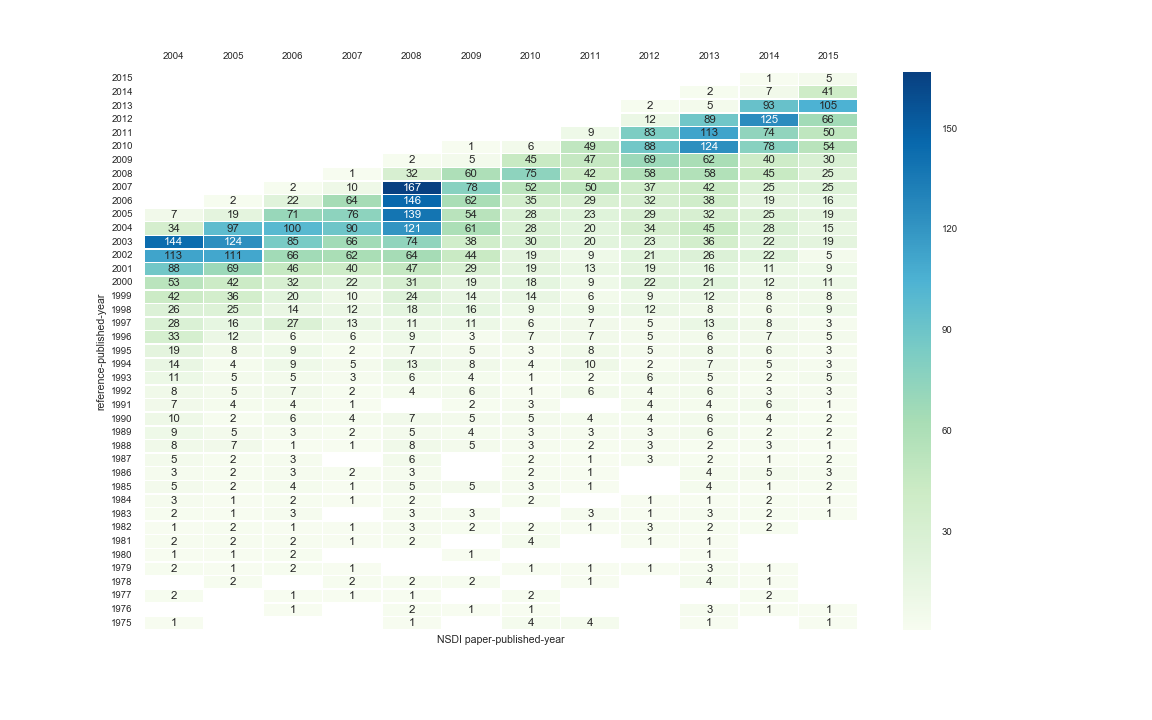 2004 2005 2006 2007 2008 2009 2010 2011 2012 2013 2014 2015
2015 1 5
2014 2 7 41
2013 2 5 93 105
2012 12 89 125 66
2011 9 83 113 74 50
2010 1 6 49 88 124 78 54
2009 2 5 45 47 69 62 40 30
2008 1 32 60 75 42 58 58 45 25
2007 2 10 167 78 52 50 37 42 25 25
2006 2 22 64 146 62 35 29 32 38 19 16
2005 7 19 71 76 139 54 28 23 29 32 25 19
2004 34 97 100 90 121 61 28 20 34 45 28 15
2003 144 124 85 66 74 38 30 20 23 36 22 19
2002 113 111 66 62 64 44 19 9 21 26 22 5
2001 88 69 46 40 47 29 19 13 19 16 11 9
2000 53 42 32 22 31 19 18 9 22 21 12 11
1999 42 36 20 10 24 14 14 6 9 12 8 8
1998 26 25 14 12 18 16 9 9 12 8 6 9
1997 28 16 27 13 11 11 6 7 5 13 8 3
1996 33 12 6 6 9 3 7 7 5 6 7 5
1995 19 8 9 2 7 5 3 8 5 8 6 3
1994 14 4 9 5 13 8 4 10 2 7 5 3
1993 11 5 5 3 6 4 1 2 6 5 2 5
1992 8 5 7 2 4 6 1 6 4 6 3 3
1991 7 4 4 1 2 3 4 4 6 1
1990 10 2 6 4 7 5 5 4 4 6 4 2
1989 9 5 3 2 5 4 3 3 3 6 2 2
1988 8 7 1 1 8 5 3 2 3 2 3 1
1987 5 2 3 6 2 1 3 2 1 2
1986 3 2 3 2 3 2 1 4 5 3
1985 5 2 4 1 5 5 3 1 4 1 2
1984 3 1 2 1 2 2 1 1 2 1
1983 2 1 3 3 3 3 1 3 2 1
1982 1 2 1 1 3 2 2 1 3 2 2
1981 2 2 2 1 2 4 1 1
1980 1 1 2 1 1
1979 2 1 2 1 1 1 1 3 1
1978 2 2 2 2 1 4 1
1977 2 1 1 1 2 2
1976 1 2 1 1 3 1 1
1975 1 1 4 4 1 1
reference-published-year
NSDI paper-published-year
150
120
90
60
30